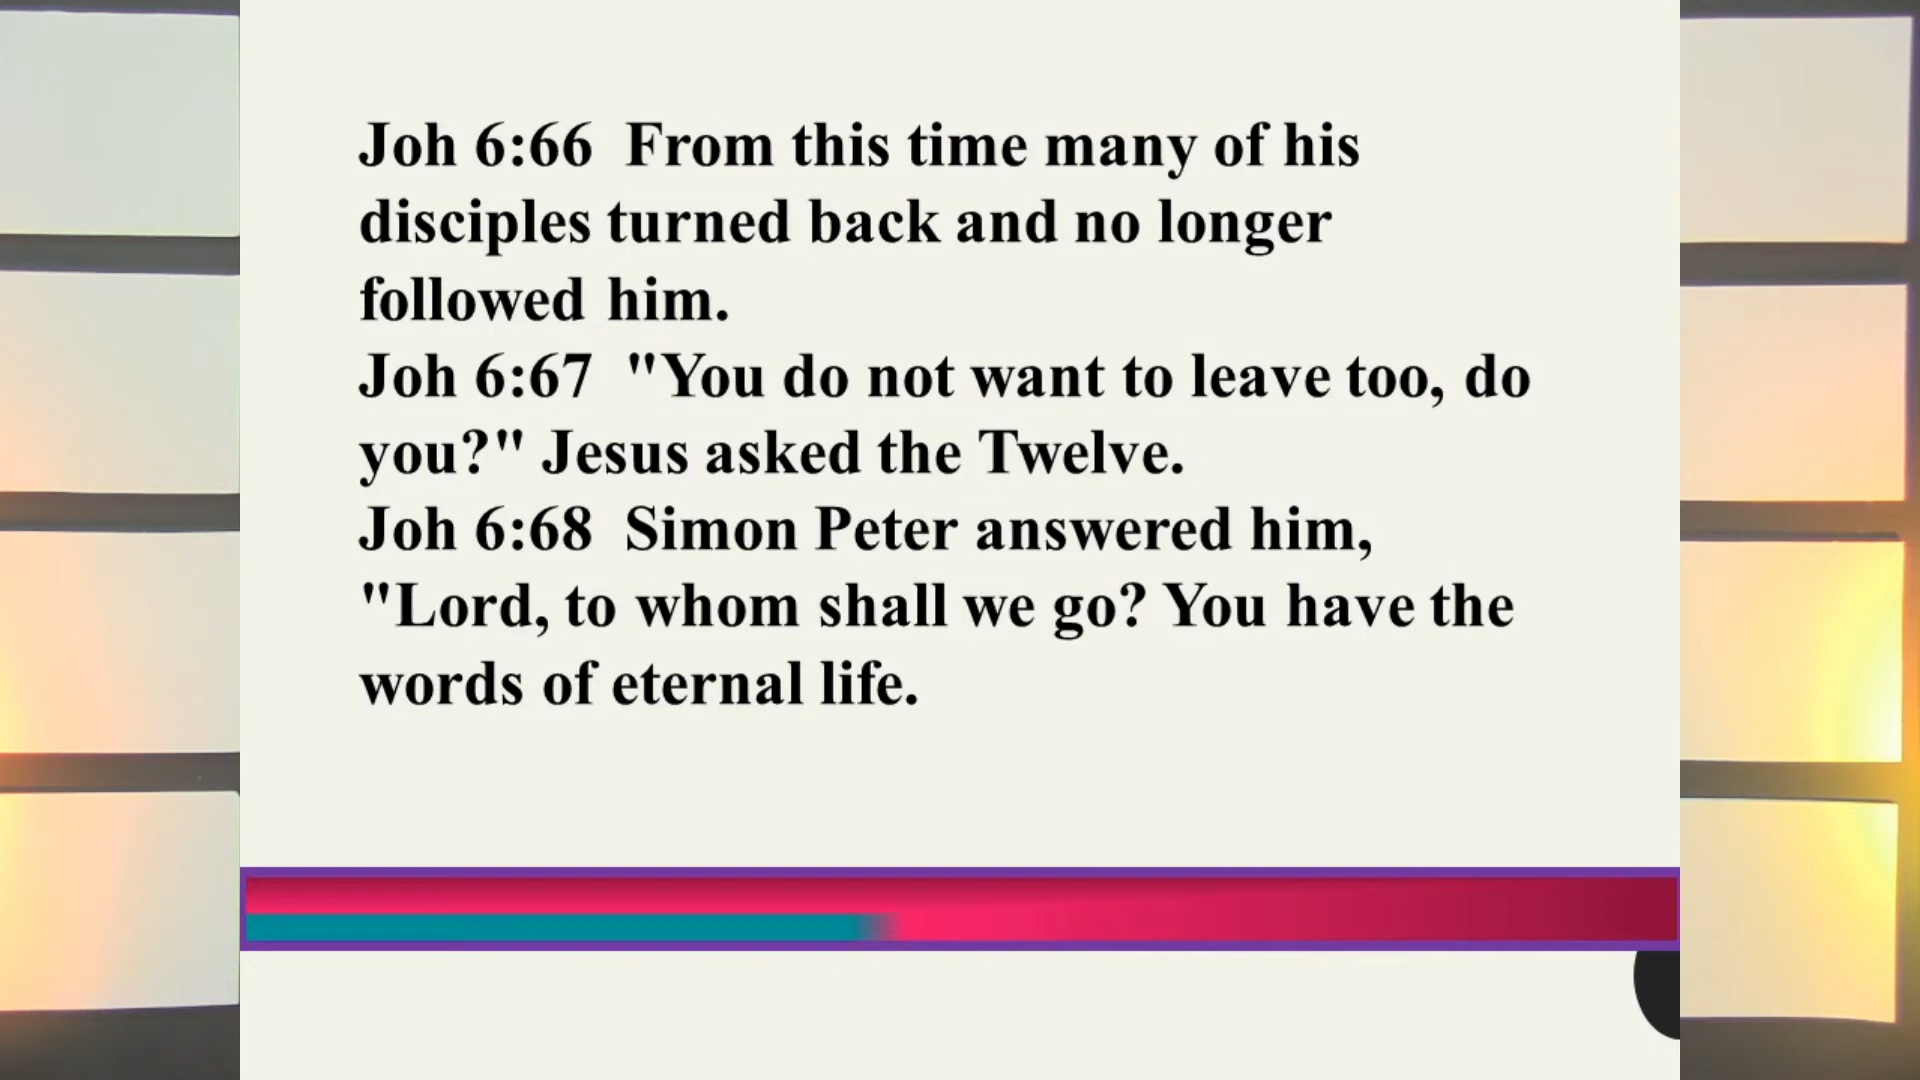 Joh 6:66  From this time many of his
disciples turned back and no longer
followed him.
Joh 6:67  "You do not want to leave too, do
you?" Jesus asked the Twelve.
Joh 6:68  Simon Peter answered him,
"Lord, to whom shall we go? You have the
words of eternal life.